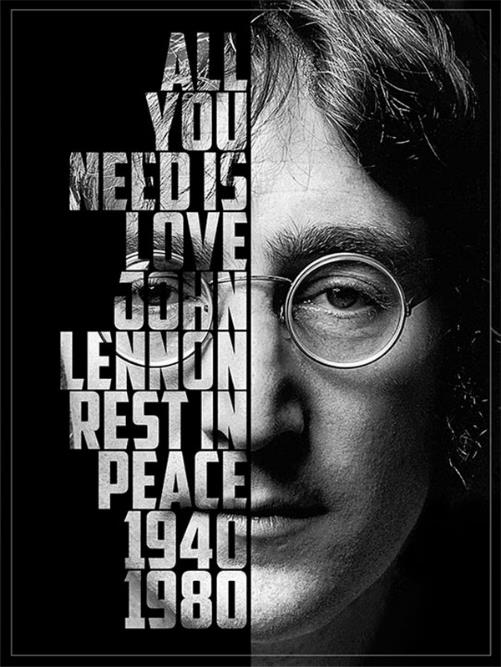 ALL
YOU
NEED IS
LOVE
JOHN
LENNON
REST IN
PEACE
1940
1980